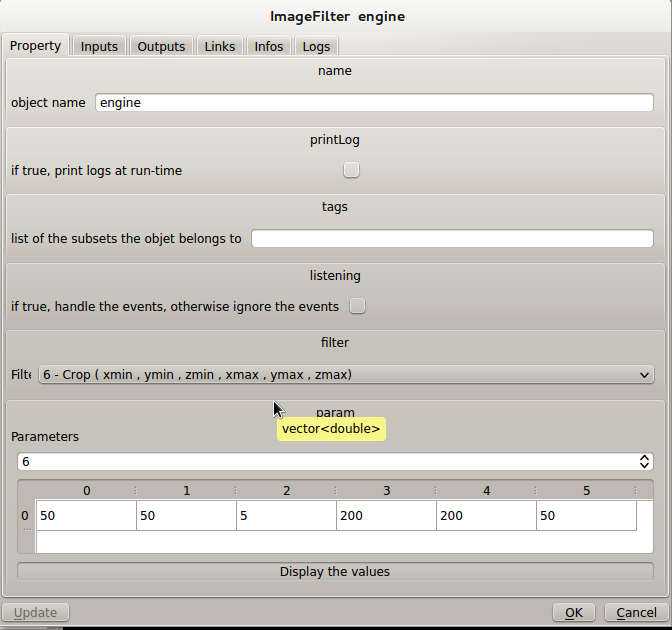 ImageFilter engine
Property Inputs Outputs Links Infos Logs
name
object name engine
printLog
if true, print logs at run-time
tags
list of the subsets the objet belongs to
listening
if true, handle the events, otherwise ignore the events
filter
Filte 6 - Crop ( xmin , ymin , zmin , xmax , ymax , zmax)
param
vector<double>
Parameters
6
0 1 2 3 4 5
0 50 50 5 200 200 50
...
Display the values
Update OK Cancel